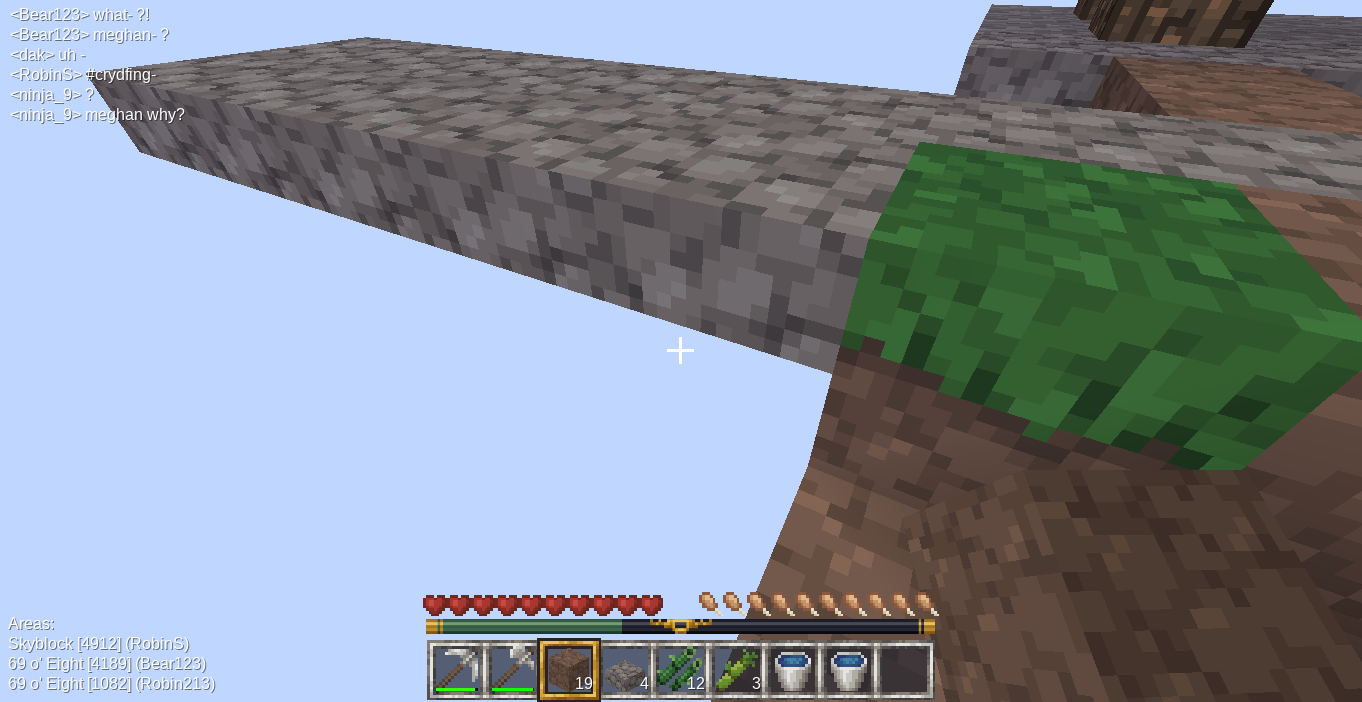 <Bear123> what- ?!
<Bear123> meghan- ?
<dak> uh -
<RobinS> #crydfing-
<ninja_9> ?
<ninja_9> meghan why?
Areas:
Skyblock [4912] (RobinS)
69 o' Eight [4189] (Bear123)
69 o' Eight [1082] (Robin213)
19 4 12 3